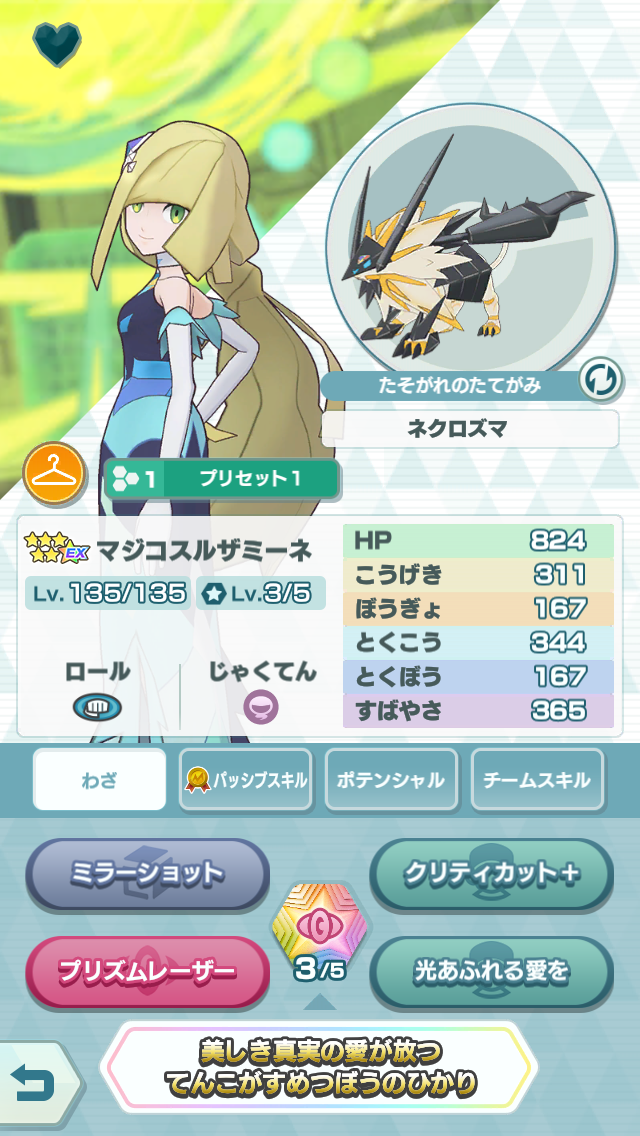 たそがれのたてがみ
ネクロズマ
1 プリセット1
EX マジコスルザミーネ
Lv.135/135 Lv.3/5
ロール じゃくてん
HP 824
こうげき 311
ぼうぎょ 167
とくこう 344
とくぼう 167
すばやさ 365
わざ パッシブスキル ポテンシャル チームスキル
ミラーショット クリティカット+
3/5
プリズムレーザー 光あふれる愛を
美しき真実の愛が放つ
てんこがすめつぼうのひかり